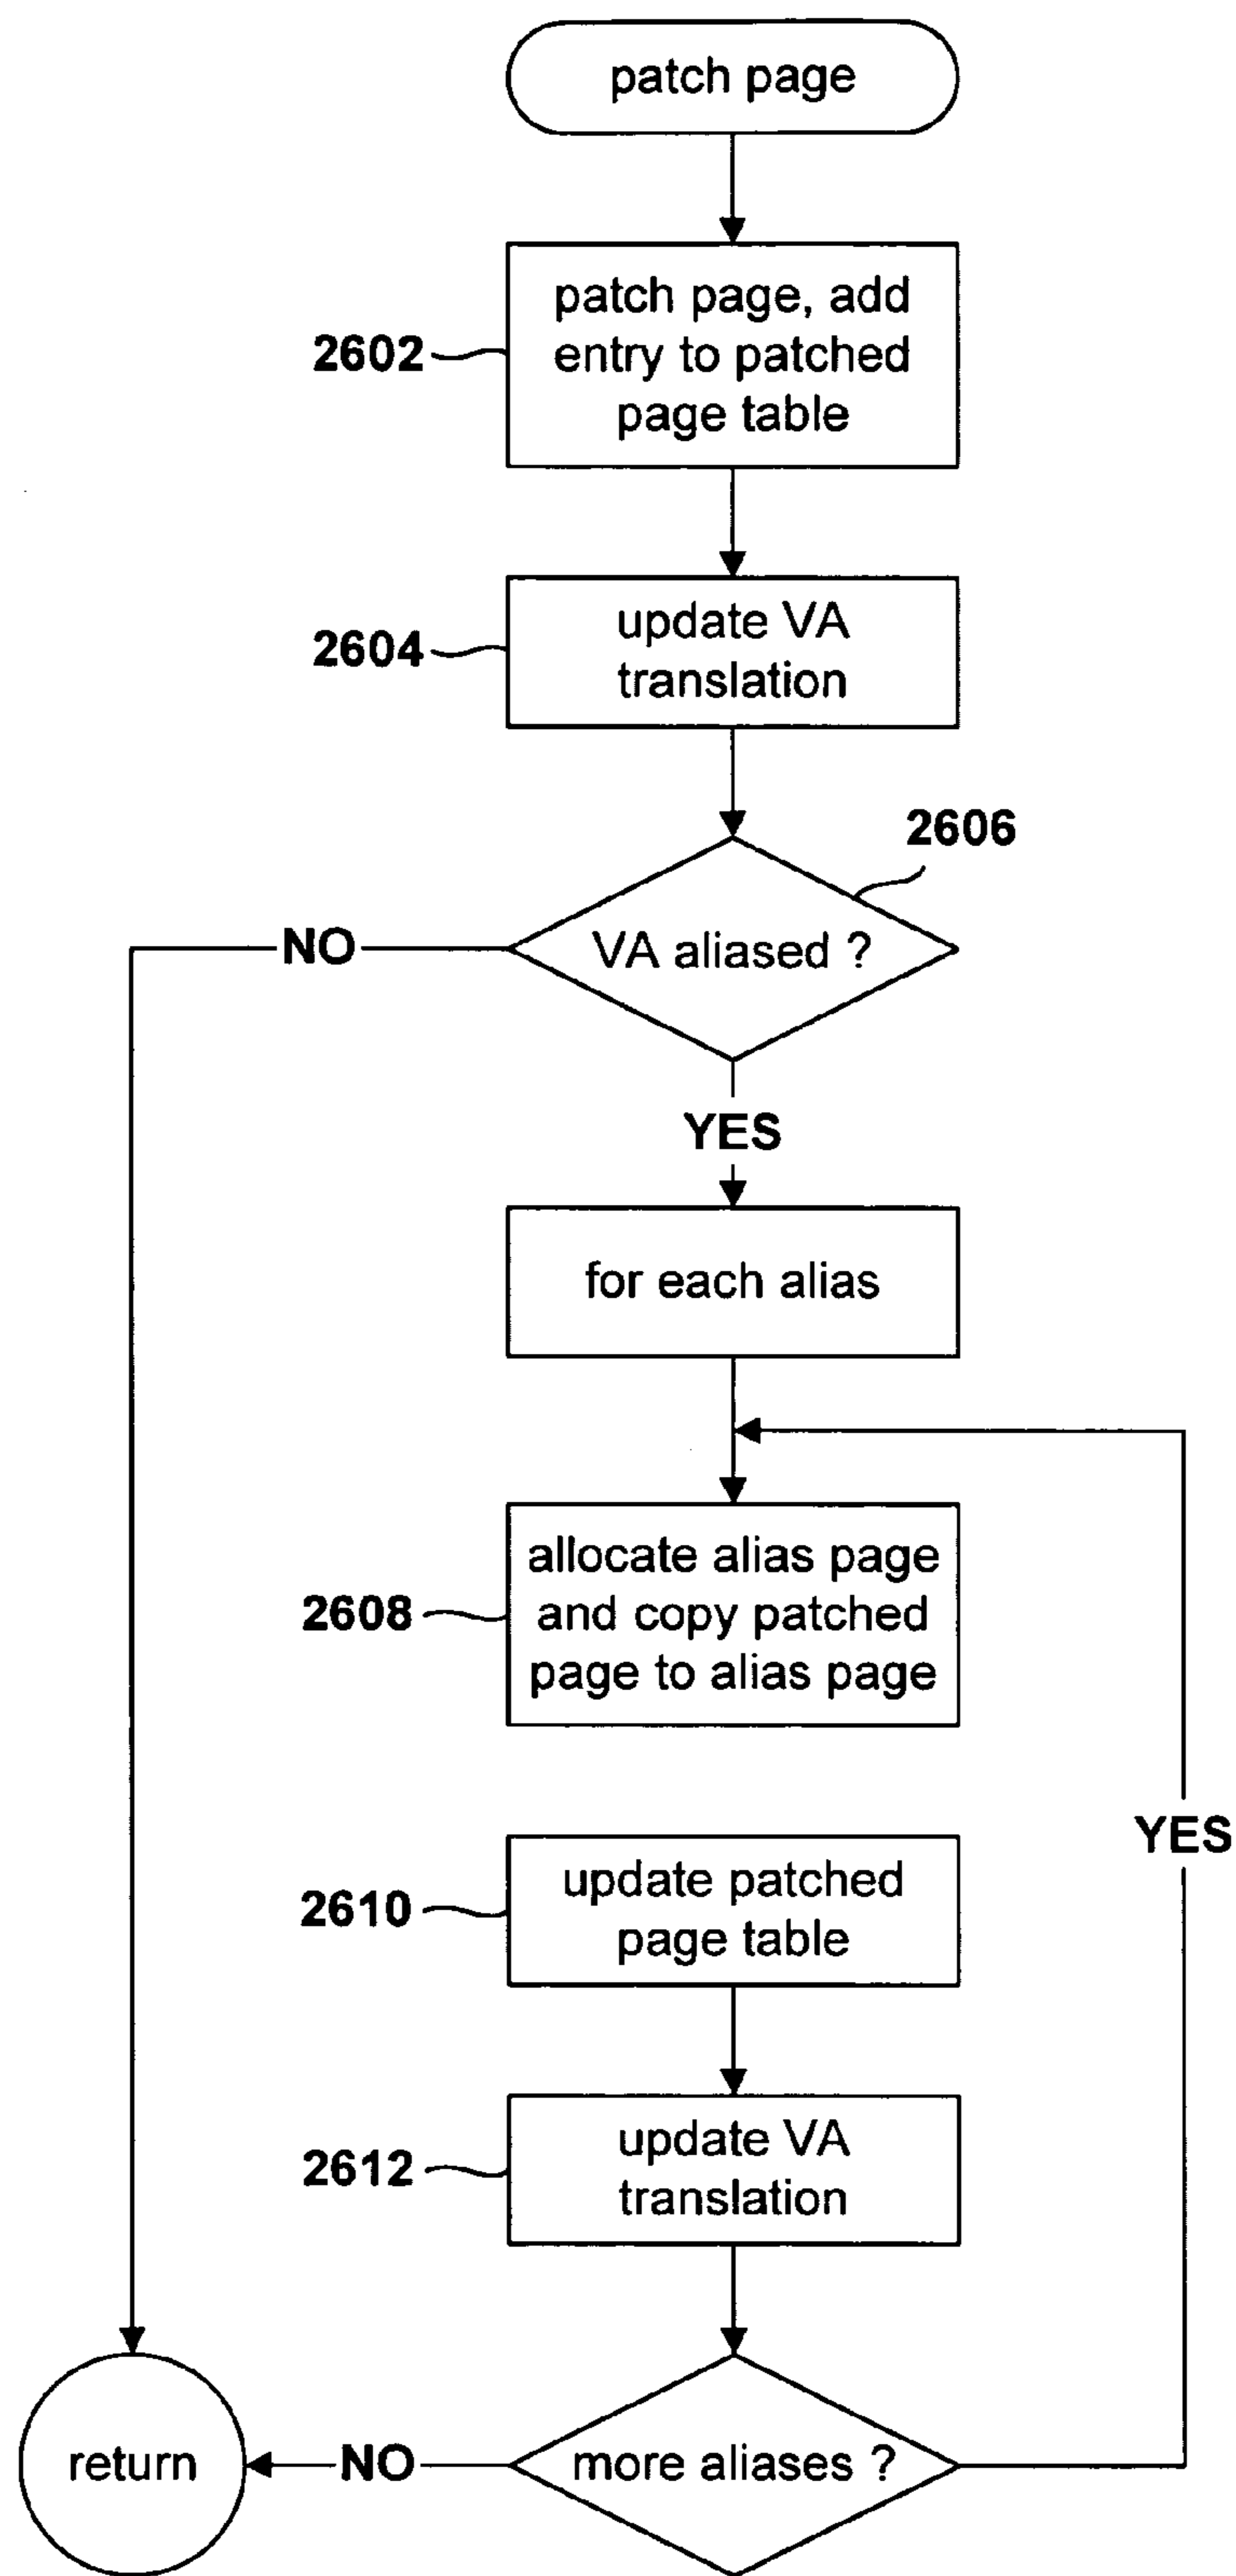 patch page
patch page, add
entry to patched
page table
2602
update VA
translation
2604
2606
VA aliased ?
NO
YES
for each alias
allocate alias page
and copy patched
page to alias page
2608
YES
update patched
page table
2610
update VA
translation
2612
return
NO
more aliases ?